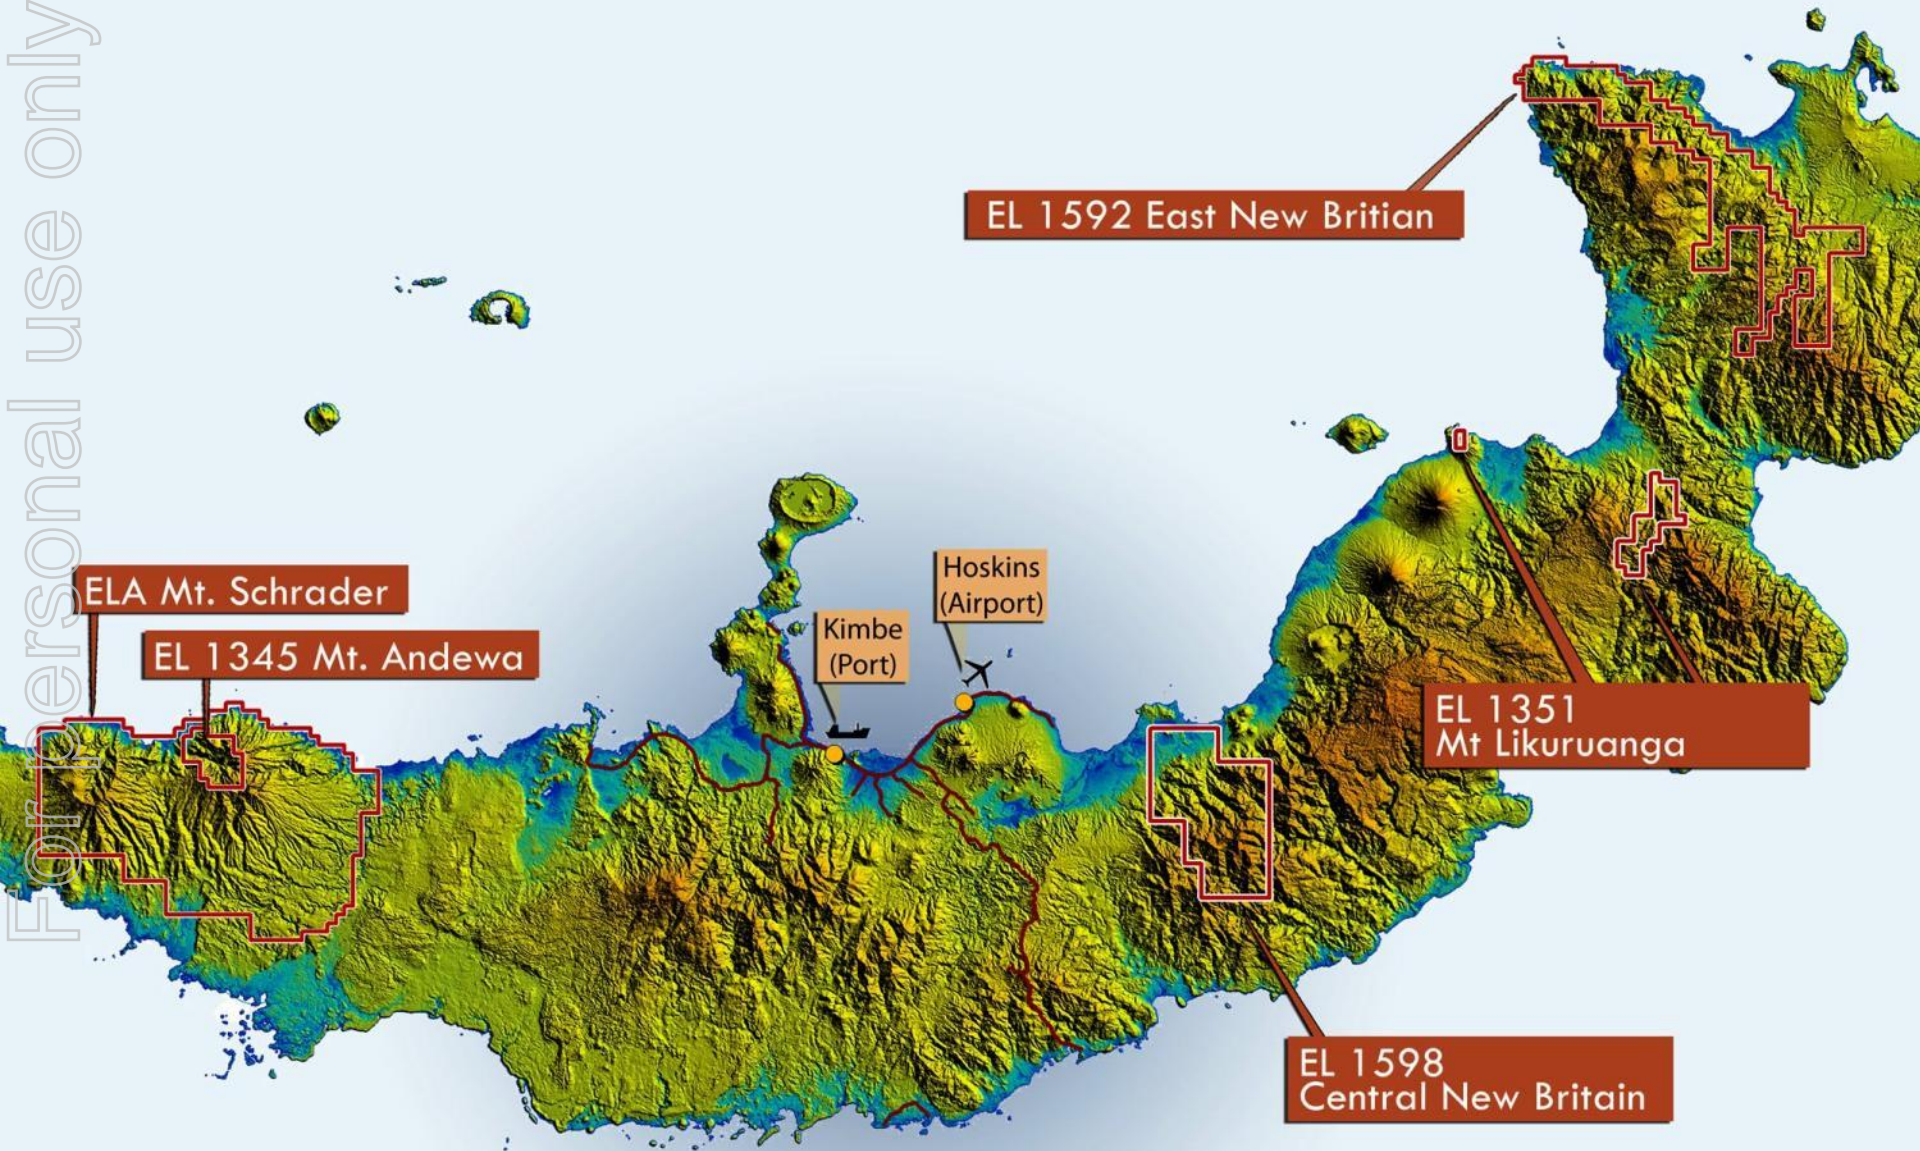 For personal use only
EL 1592 East New Britian
ELA Mt. Schrader
EL 1345 Mt. Andewa
Hoskins
(Airport)
Kimbe
(Port)
EL 1351
Mt Likuruanga
EL 1598
Central New Britain